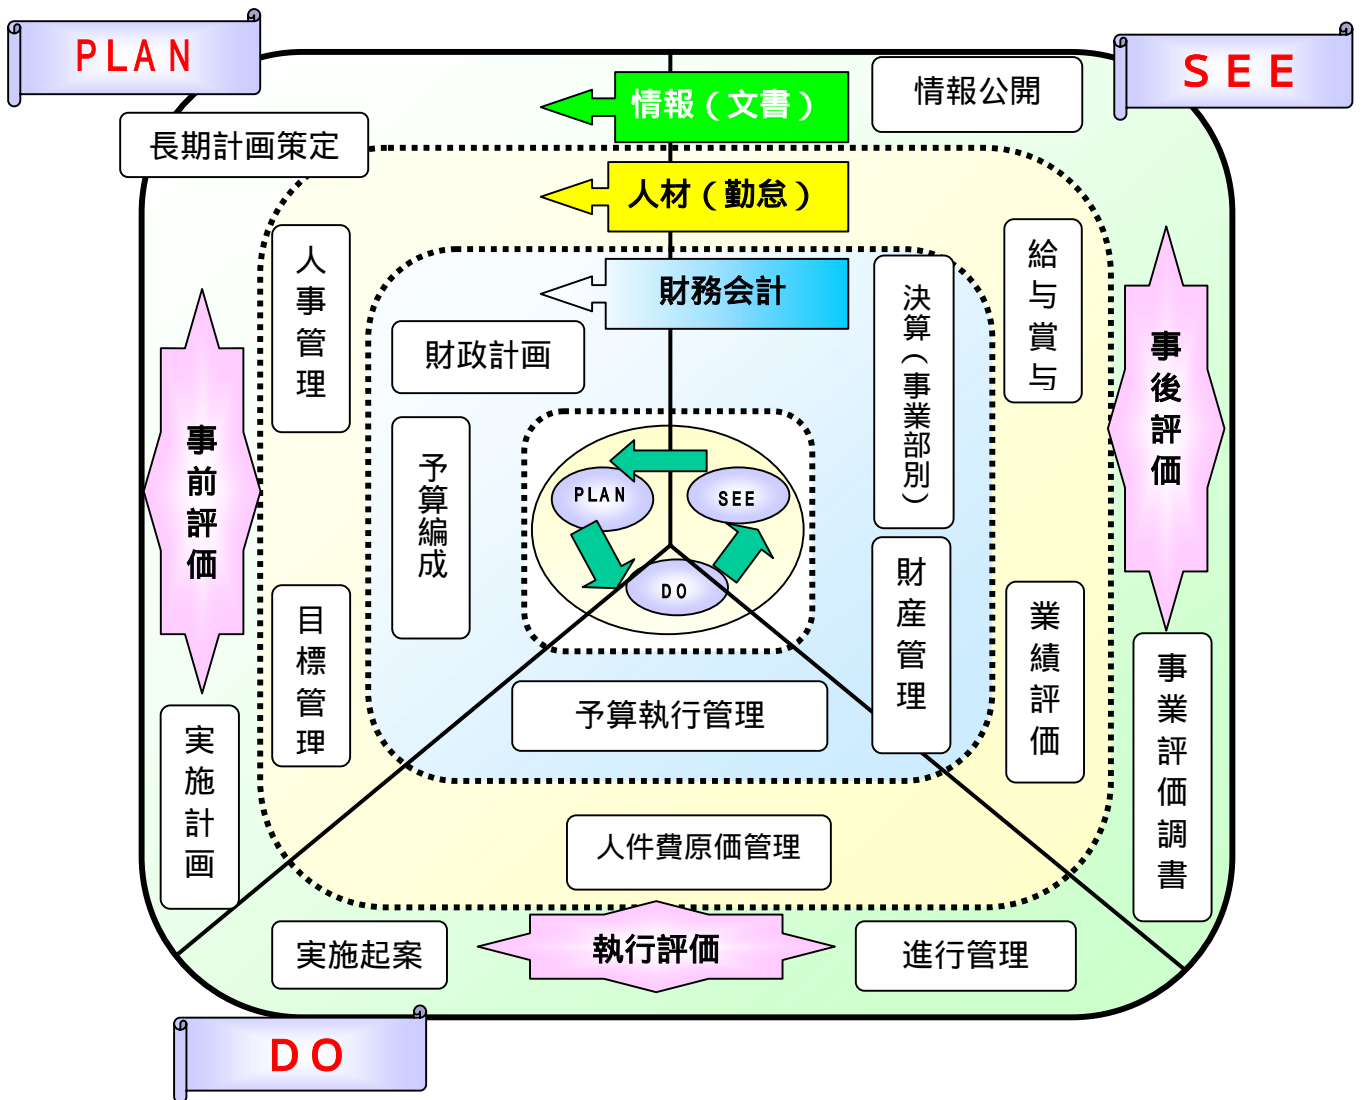 ＰＬＡＮ
ＳＥＥ
情報（文書）
情報公開
長期計画策定
人材（勤怠）
人事管理
給与賞与
財務会計
決算（事業部別）
財政計画
事後評価
事前評価
予算編成
PLAN
SEE
DO
財産管理
目標管理
業績評価
事業評価調書
予算執行管理
実施計画
人件費原価管理
実施起案
執行評価
進行管理
ＤＯ